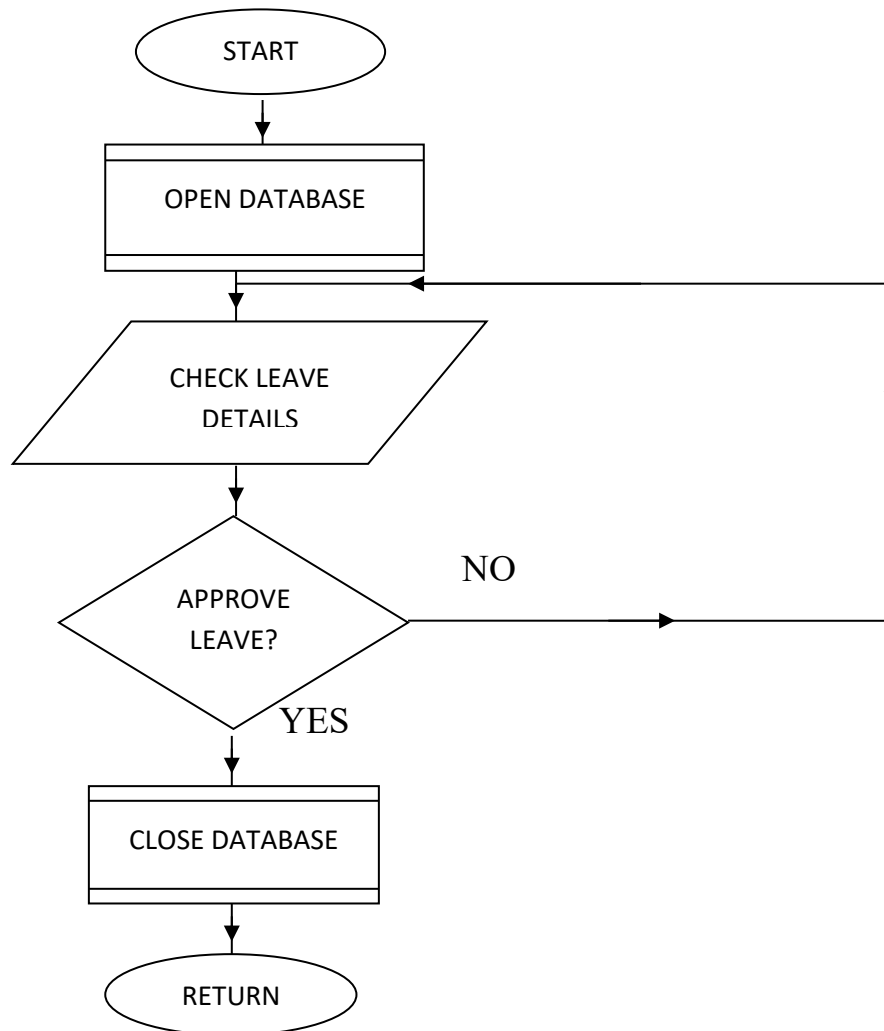 START
OPEN DATABASE
CHECK LEAVE
DETAILS
NO
APPROVE
LEAVE?
YES
CLOSE DATABASE
RETURN